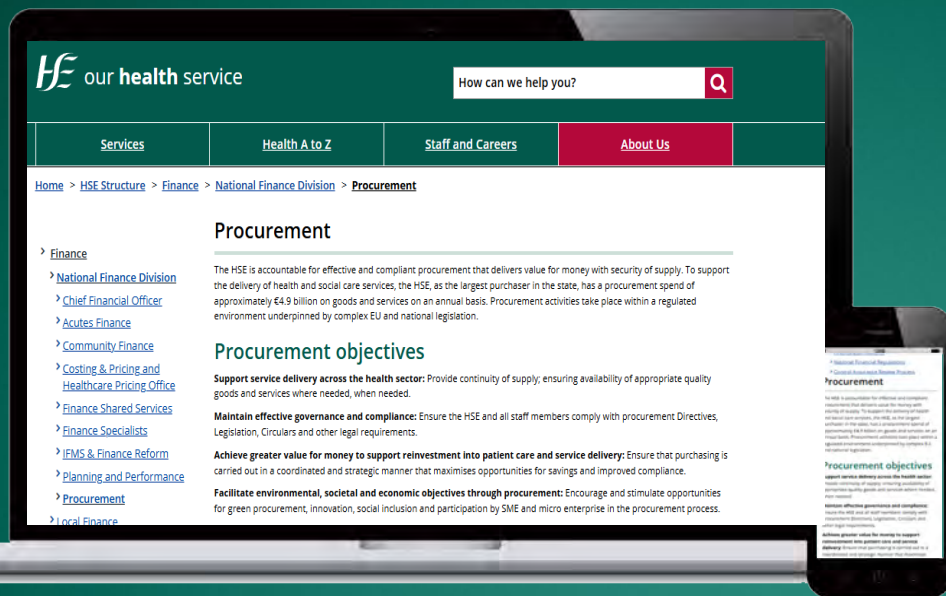 HE our health service
How can we help you?
Services
Health A to Z
Staff and Careers
About Us
Home > HSE Structure > Finance > National Finance Division > Procurement
Finance
National Finance Division
Chief Financial Officer
Acutes Finance
Community Finance
Costing & Pricing and
Healthcare Pricing Office
Finance Shared Services
Finance Specialists
IFMS & Finance Reform
Planning and Performance
Procurement
Local Finance
Procurement
The HSE is accountable for effective and compliant procurement that delivers value for money with security of supply. To support
the delivery of health and social care services, the HSE, as the largest purchaser in the state, has a procurement spend of
approximately €4.9 billion on goods and services on an annual basis. Procurement activities take place within a regulated
environment underpinned by complex EU and national legislation.
Procurement objectives
Support service delivery across the health sector: Provide continuity of supply; ensuring availability of appropriate quality
goods and services where needed, when needed.
Maintain effective governance and compliance: Ensure the HSE and all staff members comply with procurement Directives,
Legislation, Circulars and other legal requirements.
Achieve greater value for money to support reinvestment into patient care and service delivery: Ensure that purchasing is
carried out in a coordinated and strategic manner that maximises opportunities for savings and improved compliance.
Facilitate environmental, societal and economic objectives through procurement: Encourage and stimulate opportunities
for green procurement, innovation, social inclusion and participation by SME and micro enterprise in the procurement process.
Procurement
Procurement objectives